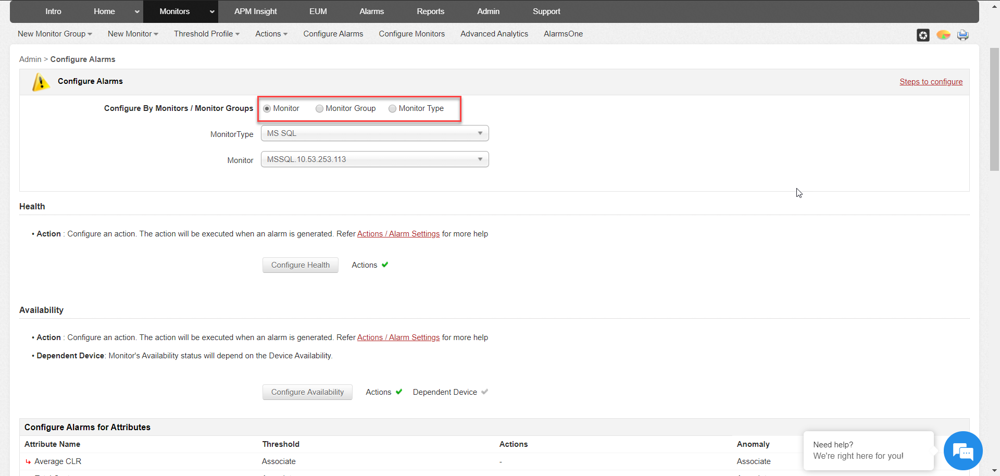 Intro Home Monitors APM Insight EUM Alarms Reports Admin Support
New Monitor Group New Monitor Threshold Profile Actions Configure Alarms Configure Monitors Advanced Analytics AlarmsOne
Admin > Configure Alarms
Configure Alarms
Steps to configure
Configure By Monitors / Monitor Groups Monitor Monitor Group Monitor Type
MonitorType MS SQL
Monitor MSSQL.10.53.253.113
Health
• Action : Configure an action. The action will be executed when an alarm is generated. Refer Actions / Alarm Settings for more help
Configure Health Actions
Availability
• Action : Configure an action. The action will be executed when an alarm is generated. Refer Actions / Alarm Settings for more help
• Dependent Device: Monitor's Availability status will depend on the Device Availability.
Configure Availability Actions Dependent Device
Configure Alarms for Attributes
Attribute Name Threshold Actions Anomaly
Average CLR Associate - Associate
Need help?
We're right here for you!